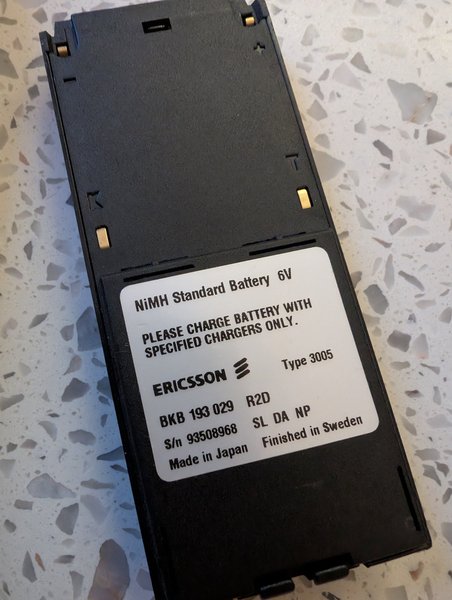 - +
K T
NiMH Standard Battery 6V
PLEASE CHARGE BATTERY WITH
SPECIFIED CHARGERS ONLY.
ERICSSON Type 3005
BKB 193 029 R2D
S/n 93508968 SL DA NP
Made in Japan Finished in Sweden